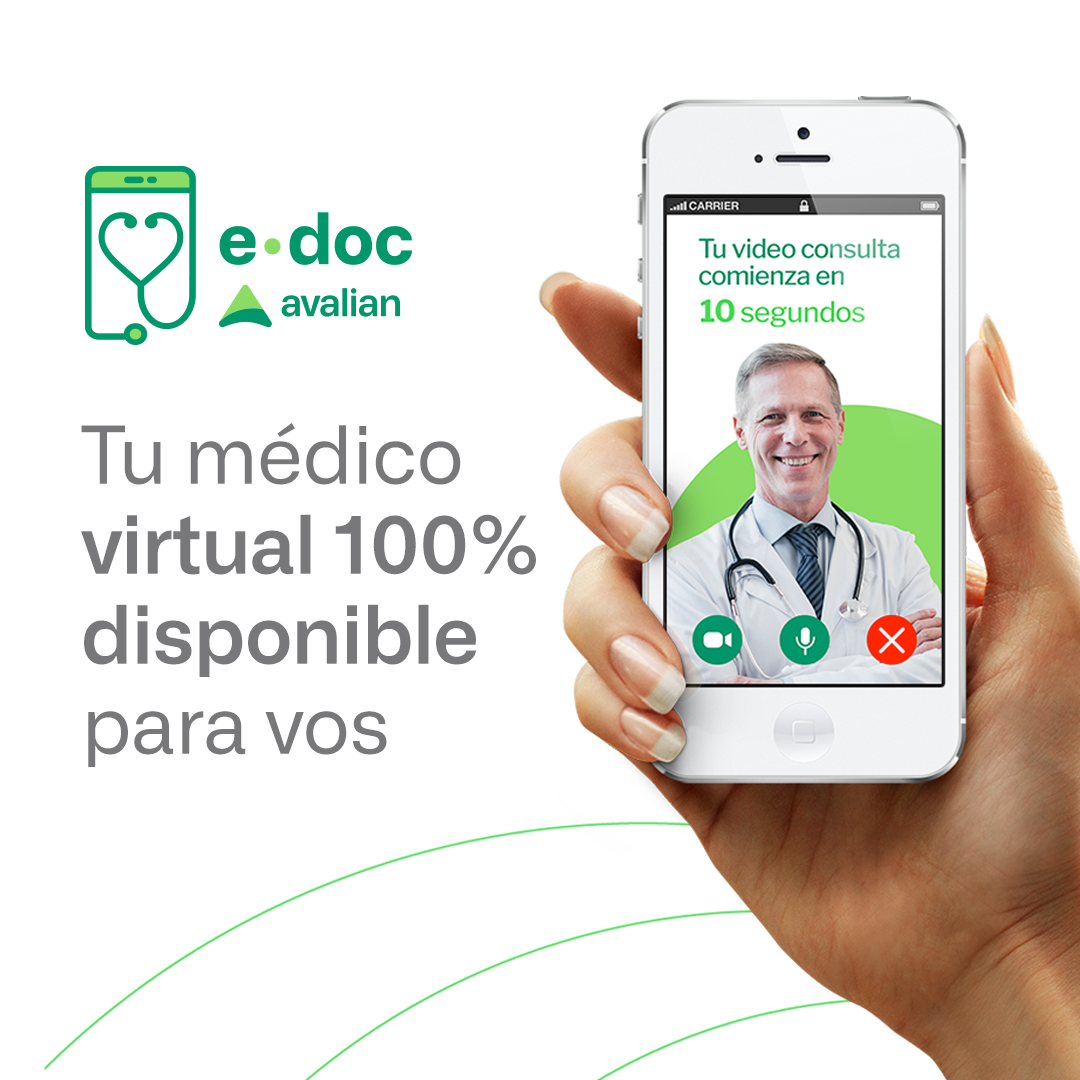 e·doc
avalian
Tu médico
virtual 100%
disponible
para vos
CARRIER
Tu video consulta
comienza en
10 segundos